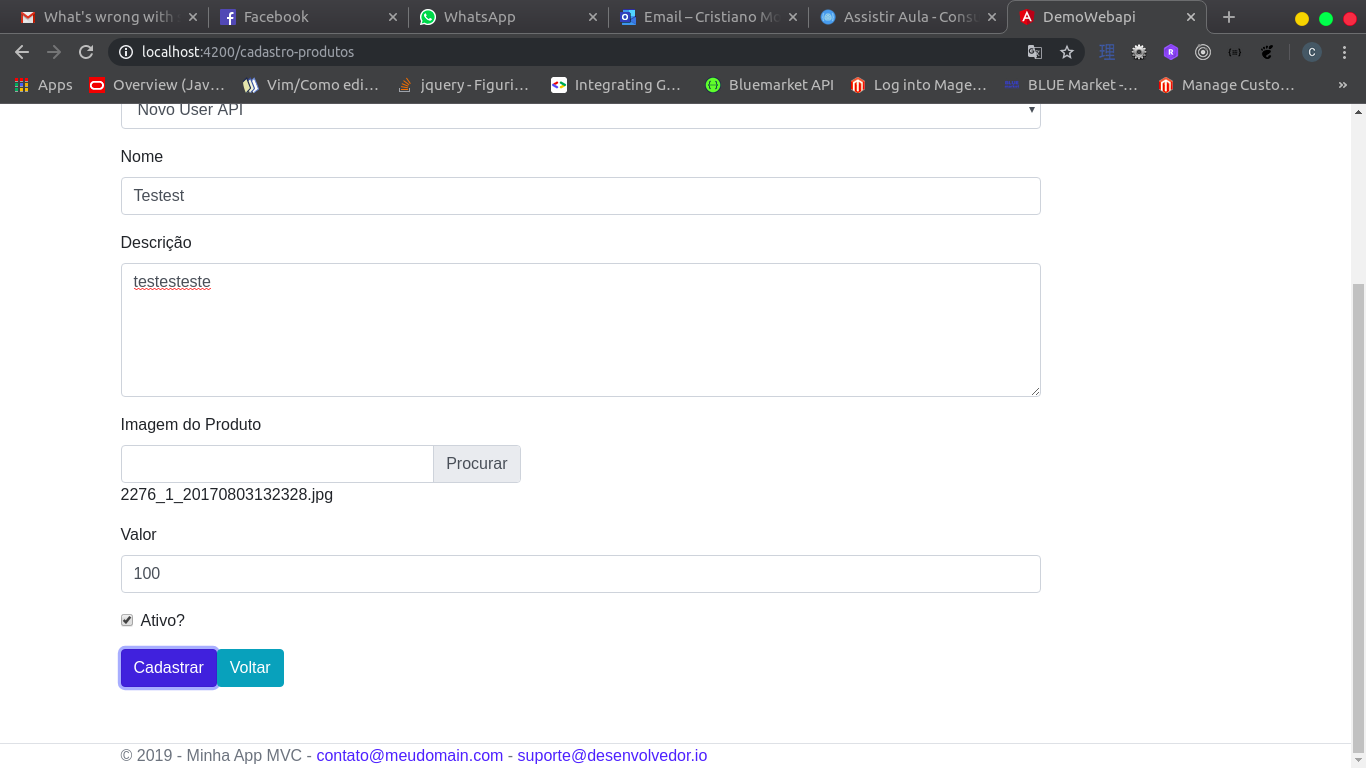 What's wrong with
Facebook
WhatsApp
Email – Cristiano Mo
Assistir Aula - Consu
DemoWebapi
localhost:4200/cadastro-produtos
C
Apps
Overview (Jav…
Vim/Como edi…
jquery - Figuri…
Integrating G…
Bluemarket API
Log into Mage…
BLUE Market -…
Manage Custo…
»
Novo User API
Nome
Testest
Descrição
testesteste
Imagem do Produto
Procurar
2276_1_20170803132328.jpg
Valor
100
Ativo?
Cadastrar Voltar
© 2019 - Minha App MVC - contato@meudomain.com - suporte@desenvolvedor.io